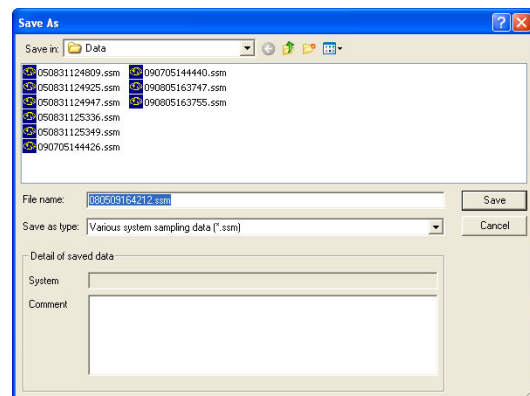 Save As
Save in: Data
050831124809.ssm 090705144440.ssm
050831124925.ssm 090805163747.ssm
050831124947.ssm 090805163755.ssm
050831125336.ssm
050831125349.ssm
090705144426.ssm
File name: 080509164212.ssm Save
Save as type: Various system sampling data (*.ssm) Cancel
Detail of saved data
System
Comment